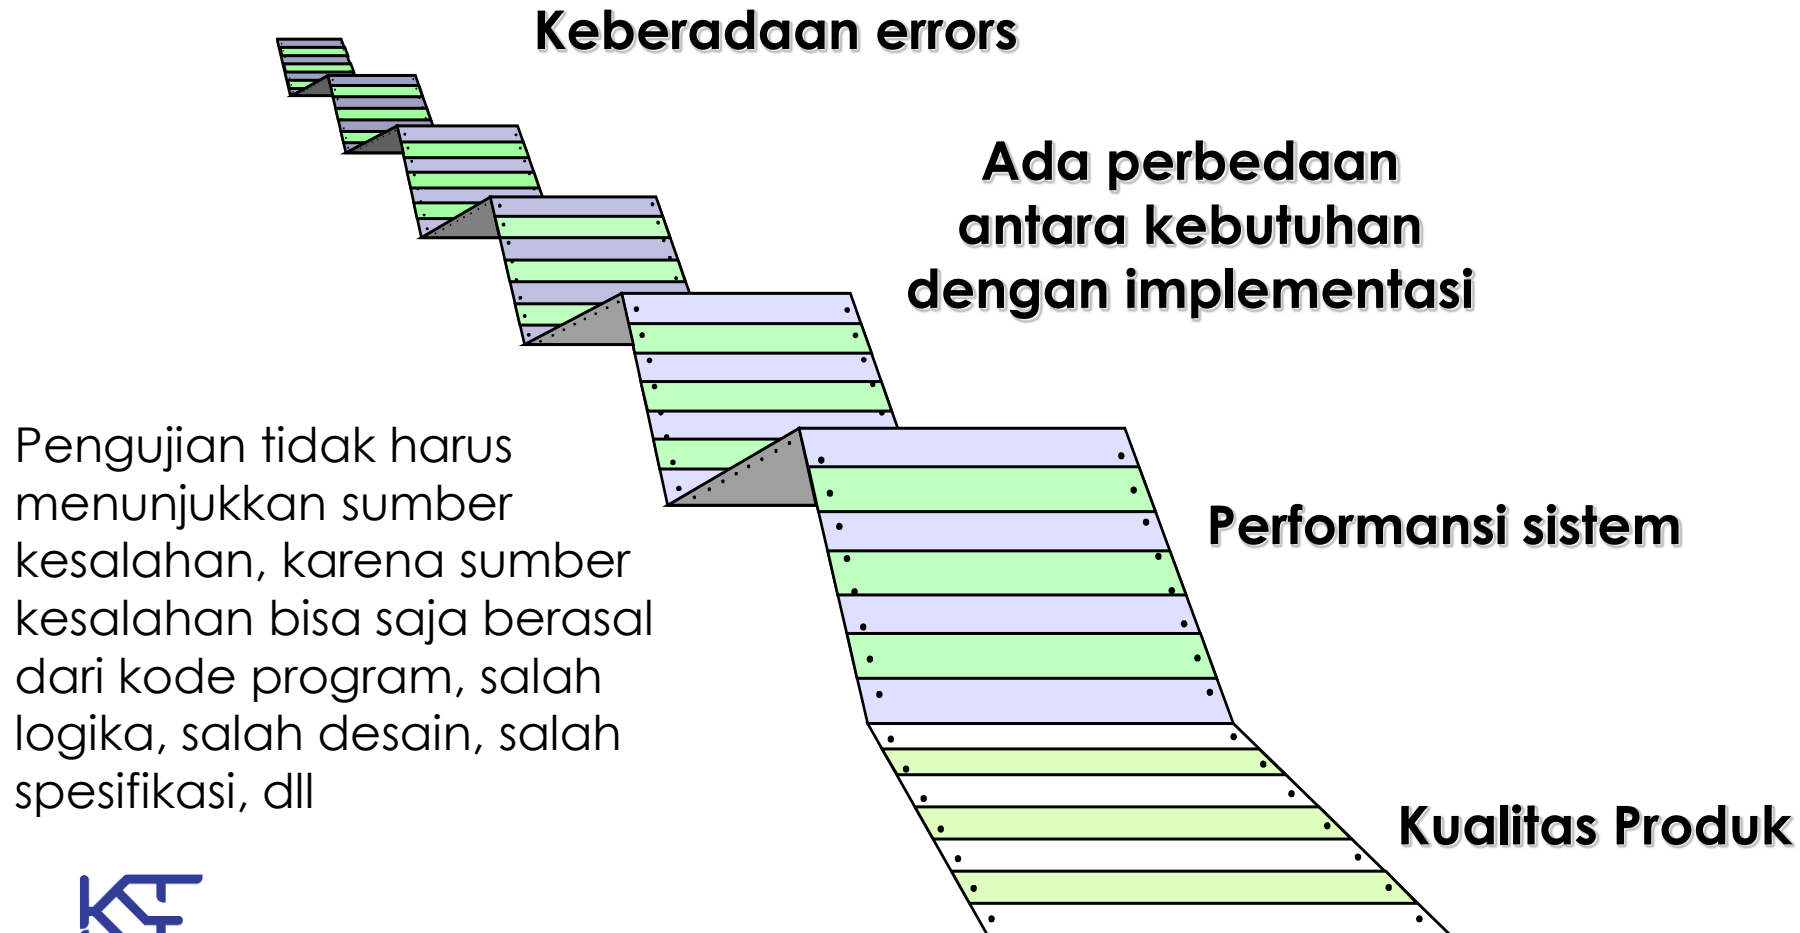 Keberadaan errors
Ada perbedaan
antara kebutuhan
dengan implementasi
Pengujian tidak harus
menunjukkan sumber
kesalahan, karena sumber
kesalahan bisa saja berasal
dari kode program, salah
logika, salah desain, salah
spesifikasi, dll
Performansi sistem
Kualitas Produk